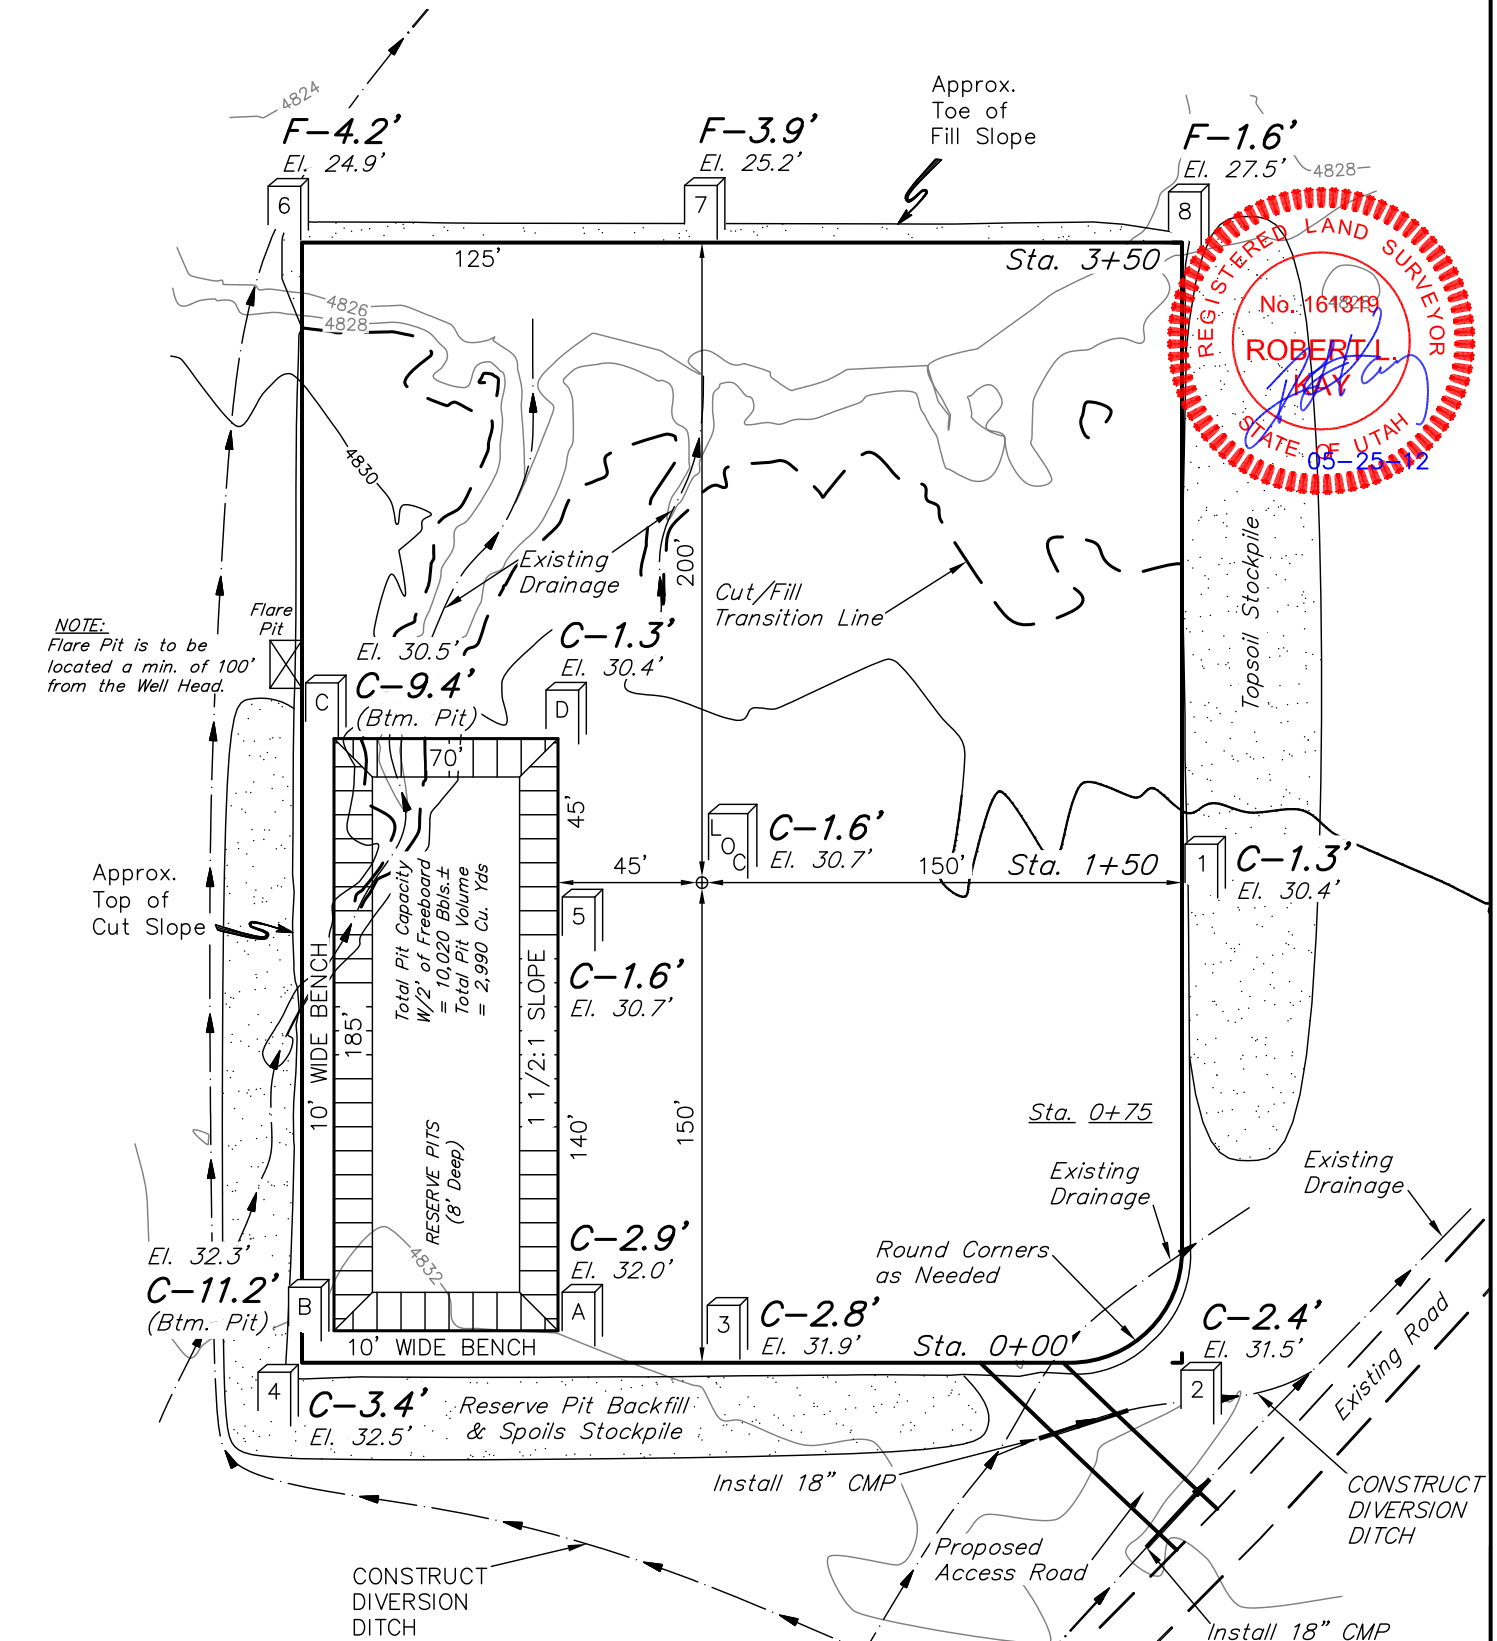 4824
F-4.2'
El. 24.9'
6
F-3.9'
El. 25.2'
7
Approx.
Toe of
Fill Slope
F-1.6'
El. 27.5'
8
4828
125'
Sta. 3+50
REGISTERED LAND SURVEYOR
No. 161319
4828
ROBERT L.
KAY
STATE OF UTAH
05-25-12
4826
4828
4830
Existing
Drainage
200'
Cut/Fill
Transition Line
Topsoil Stockpile
NOTE:
Flare Pit is to be
located a min. of 100'
from the Well Head.
Flare
Pit
El. 30.5'
C-9.4'
(Btm. Pit)
C
C-1.3'
El. 30.4'
D
70'
45'
Total Pit Capacity
W/2' of Freeboard
= 10,020 Bbls.±
Total Pit Volume
= 2,990 Cu. Yds
LOC
C-1.6'
El. 30.7'
45'
150'
Sta. 1+50
1
C-1.3'
El. 30.4'
Approx.
Top of
Cut Slope
5
C-1.6'
El. 30.7'
10' WIDE BENCH
185'
1 1/2:1 SLOPE
RESERVE PITS
(8' Deep)
140'
150'
Sta. 0+75
Existing
Drainage
Existing
Drainage
El. 32.3'
C-11.2'
(Btm. Pit)
B
4832
C-2.9'
El. 32.0'
A
Round Corners
as Needed
10' WIDE BENCH
3
C-2.8'
El. 31.9'
Sta. 0+00
C-2.4'
El. 31.5'
2
Existing Road
4
C-3.4'
El. 32.5'
Reserve Pit Backfill
& Spoils Stockpile
Install 18" CMP
CONSTRUCT
DIVERSION
DITCH
Proposed
Access Road
CONSTRUCT
DIVERSION
DITCH
Install 18" CMP